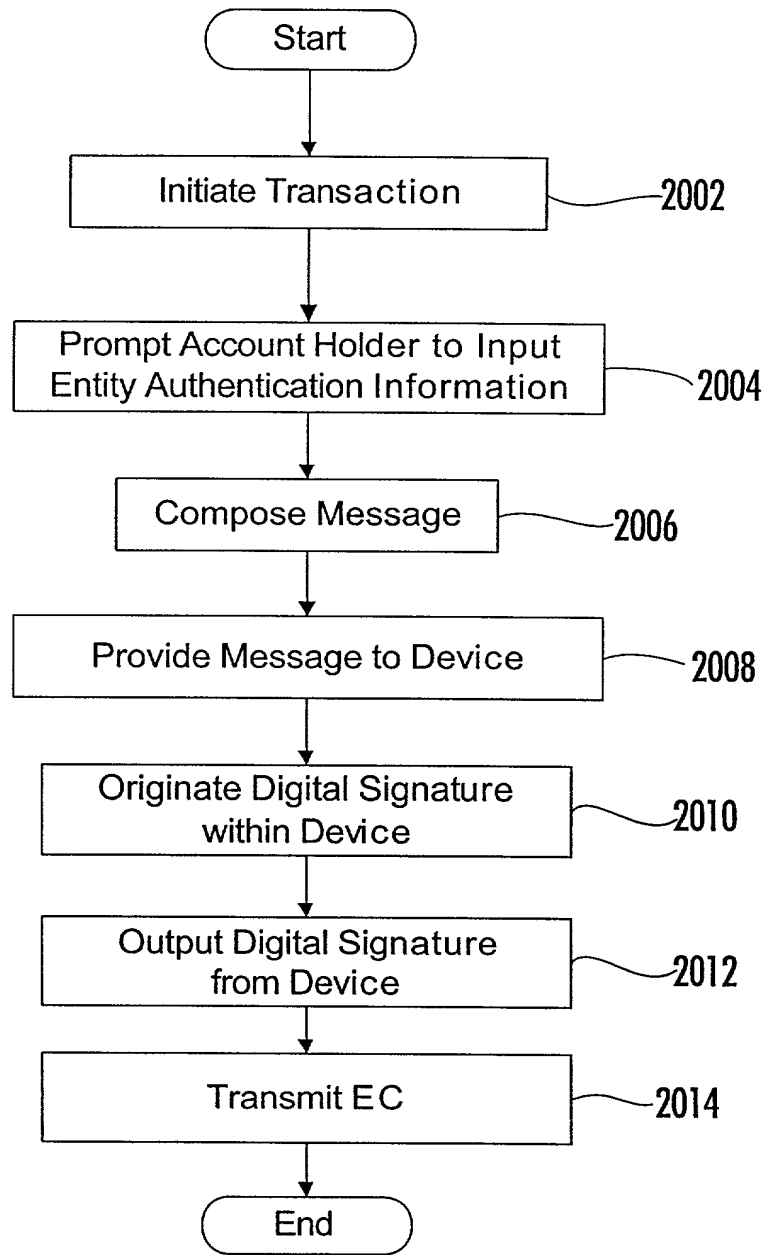 Start
Initiate Transaction
2002
Prompt Account Holder to Input
Entity Authentication Information
2004
Compose Message
2006
Provide Message to Device
2008
Originate Digital Signature
within Device
2010
Output Digital Signature
from Device
2012
Transmit EC
2014
End